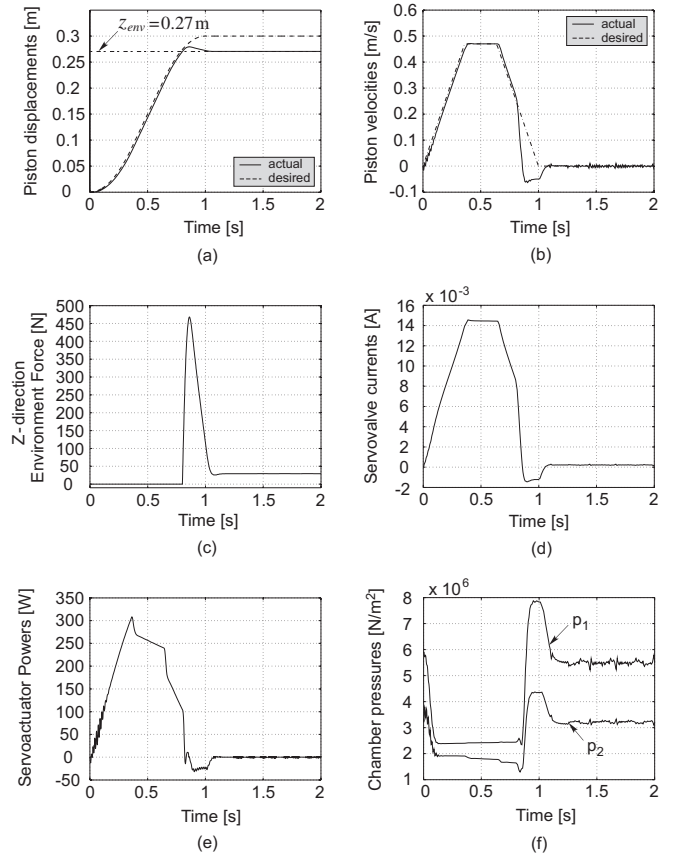 z_env = 0.27 m
Piston displacements [m]
0.3
0.25
0.2
0.15
0.1
0.05
0
actual
desired
0 0.5 1 1.5 2
Time [s]
(a)
Piston velocities [m/s]
0.6
0.5
0.4
0.3
0.2
0.1
0
-0.1
actual
desired
0 0.5 1 1.5 2
Time [s]
(b)
Z-direction
Environment Force [N]
500
450
400
350
300
250
200
150
100
50
0
0 0.5 1 1.5 2
Time [s]
(c)
x 10⁻³
Servovalve currents [A]
16
14
12
10
8
6
4
2
0
-2
0 0.5 1 1.5 2
Time [s]
(d)
Servoactuator Powers [W]
350
300
250
200
150
100
50
0
-50
0 0.5 1 1.5 2
Time [s]
(e)
x 10⁶
Chamber pressures [N/m²]
8
7
6
5
4
3
2
1
p₁
p₂
0 0.5 1 1.5 2
Time [s]
(f)